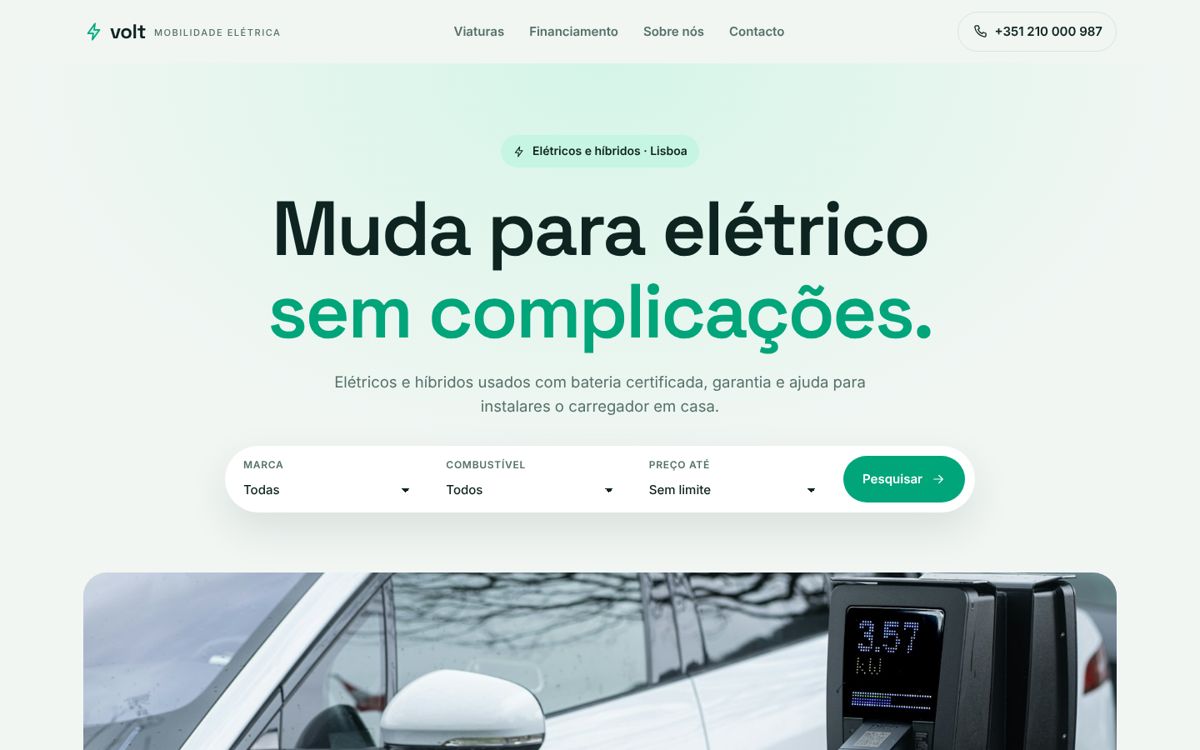 volt MOBILIDADE ELÉTRICA
Viaturas Financiamento Sobre nós Contacto
+351 210 000 987
Elétricos e híbridos · Lisboa
Muda para elétrico
sem complicações.
Elétricos e híbridos usados com bateria certificada, garantia e ajuda para
instalares o carregador em casa.
MARCA COMBUSTÍVEL PREÇO ATÉ
Todas Todos Sem limite
Pesquisar
3.57
kW